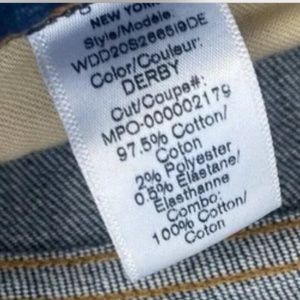 NEW YORK
Style/Modele:
WDD20S2665I9DE
Color/Couleur:
DERBY
Cut/Coupe#:
MPO-000002179
97.5% Cotton/
Coton
2% Polyester
0.5% Elastane/
Elasthanne
Combo:
100% Cotton/
Coton